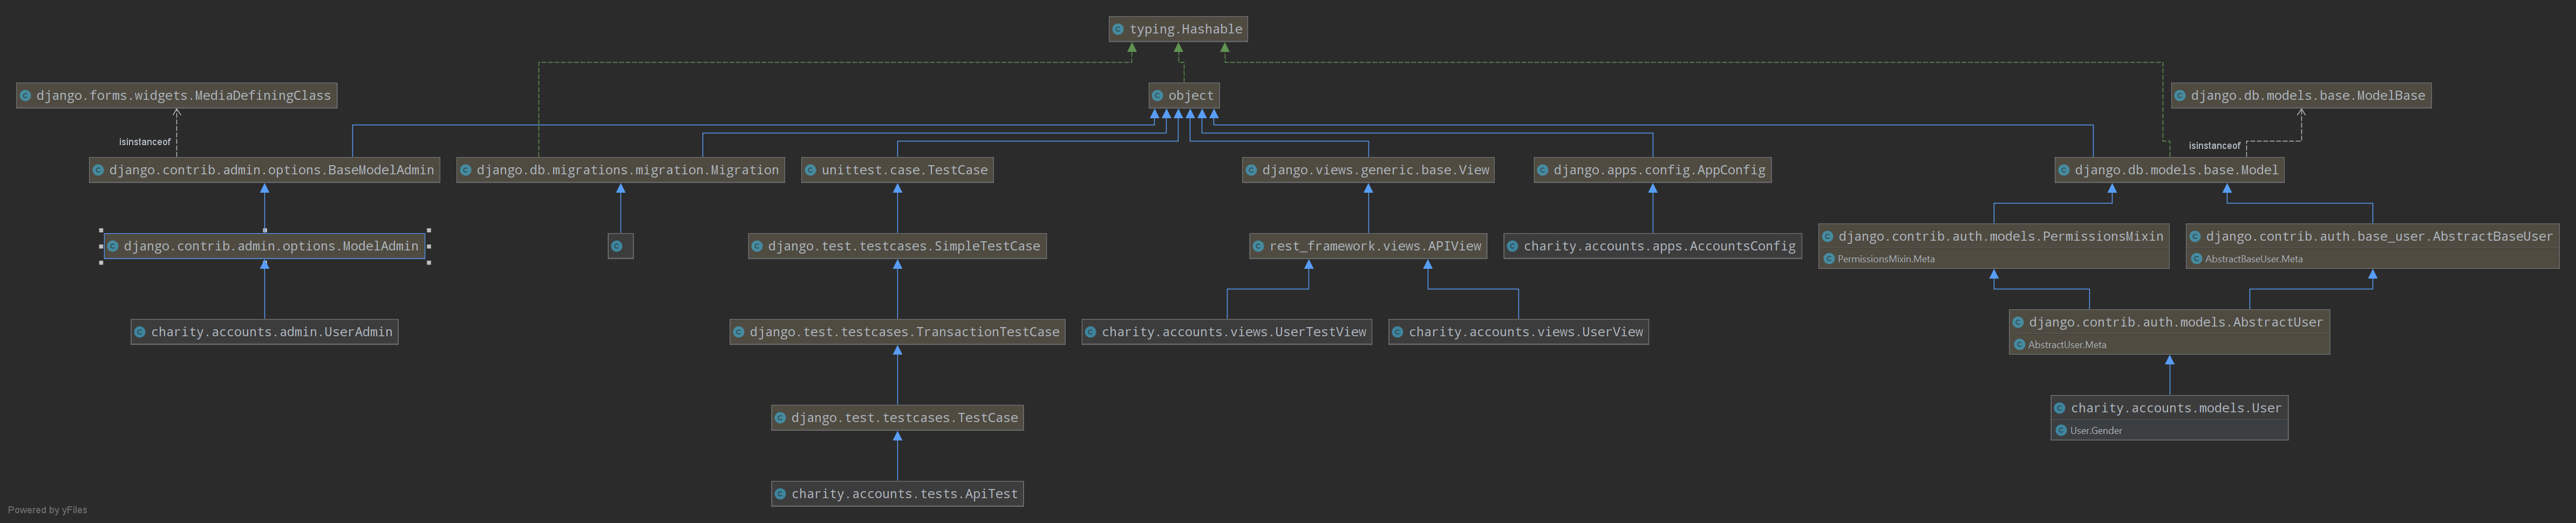 typing.Hashable
django.forms.widgets.MediaDefiningClass
object
django.db.models.base.ModelBase
isinstanceof
isinstanceof
django.contrib.admin.options.BaseModelAdmin
django.db.migrations.migration.Migration
unittest.case.TestCase
django.views.generic.base.View
django.apps.config.AppConfig
django.db.models.base.Model
django.contrib.admin.options.ModelAdmin
django.test.testcases.SimpleTestCase
rest_framework.views.APIView
charity.accounts.apps.AccountsConfig
django.contrib.auth.models.PermissionsMixin
PermissionsMixin.Meta
django.contrib.auth.base_user.AbstractBaseUser
AbstractBaseUser.Meta
charity.accounts.admin.UserAdmin
django.test.testcases.TransactionTestCase
charity.accounts.views.UserTestView
charity.accounts.views.UserView
django.contrib.auth.models.AbstractUser
AbstractUser.Meta
django.test.testcases.TestCase
charity.accounts.models.User
User.Gender
charity.accounts.tests.ApiTest
Powered by yFiles